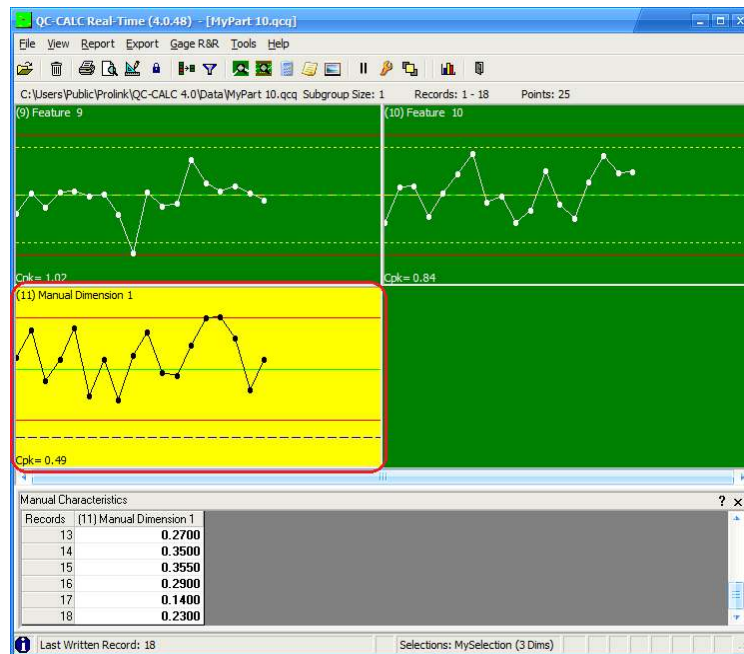 QC-CALC Real-Time (4.0.48) - [MyPart 10.qcq]
File View Report Export Gage R&R Tools Help
C:\Users\Public\Prolink\QC-CALC 4.0\Data\MyPart 10.qcq Subgroup Size: 1 Records: 1 - 18 Points: 25
(9) Feature 9
(10) Feature 10
Cpk= 1.02
Cpk= 0.84
(11) Manual Dimension 1
Cpk= 0.49
Manual Characteristics
Records (11) Manual Dimension 1
13 0.2700
14 0.3500
15 0.3550
16 0.2900
17 0.1400
18 0.2300
Last Written Record: 18 Selections: MySelection (3 Dims)